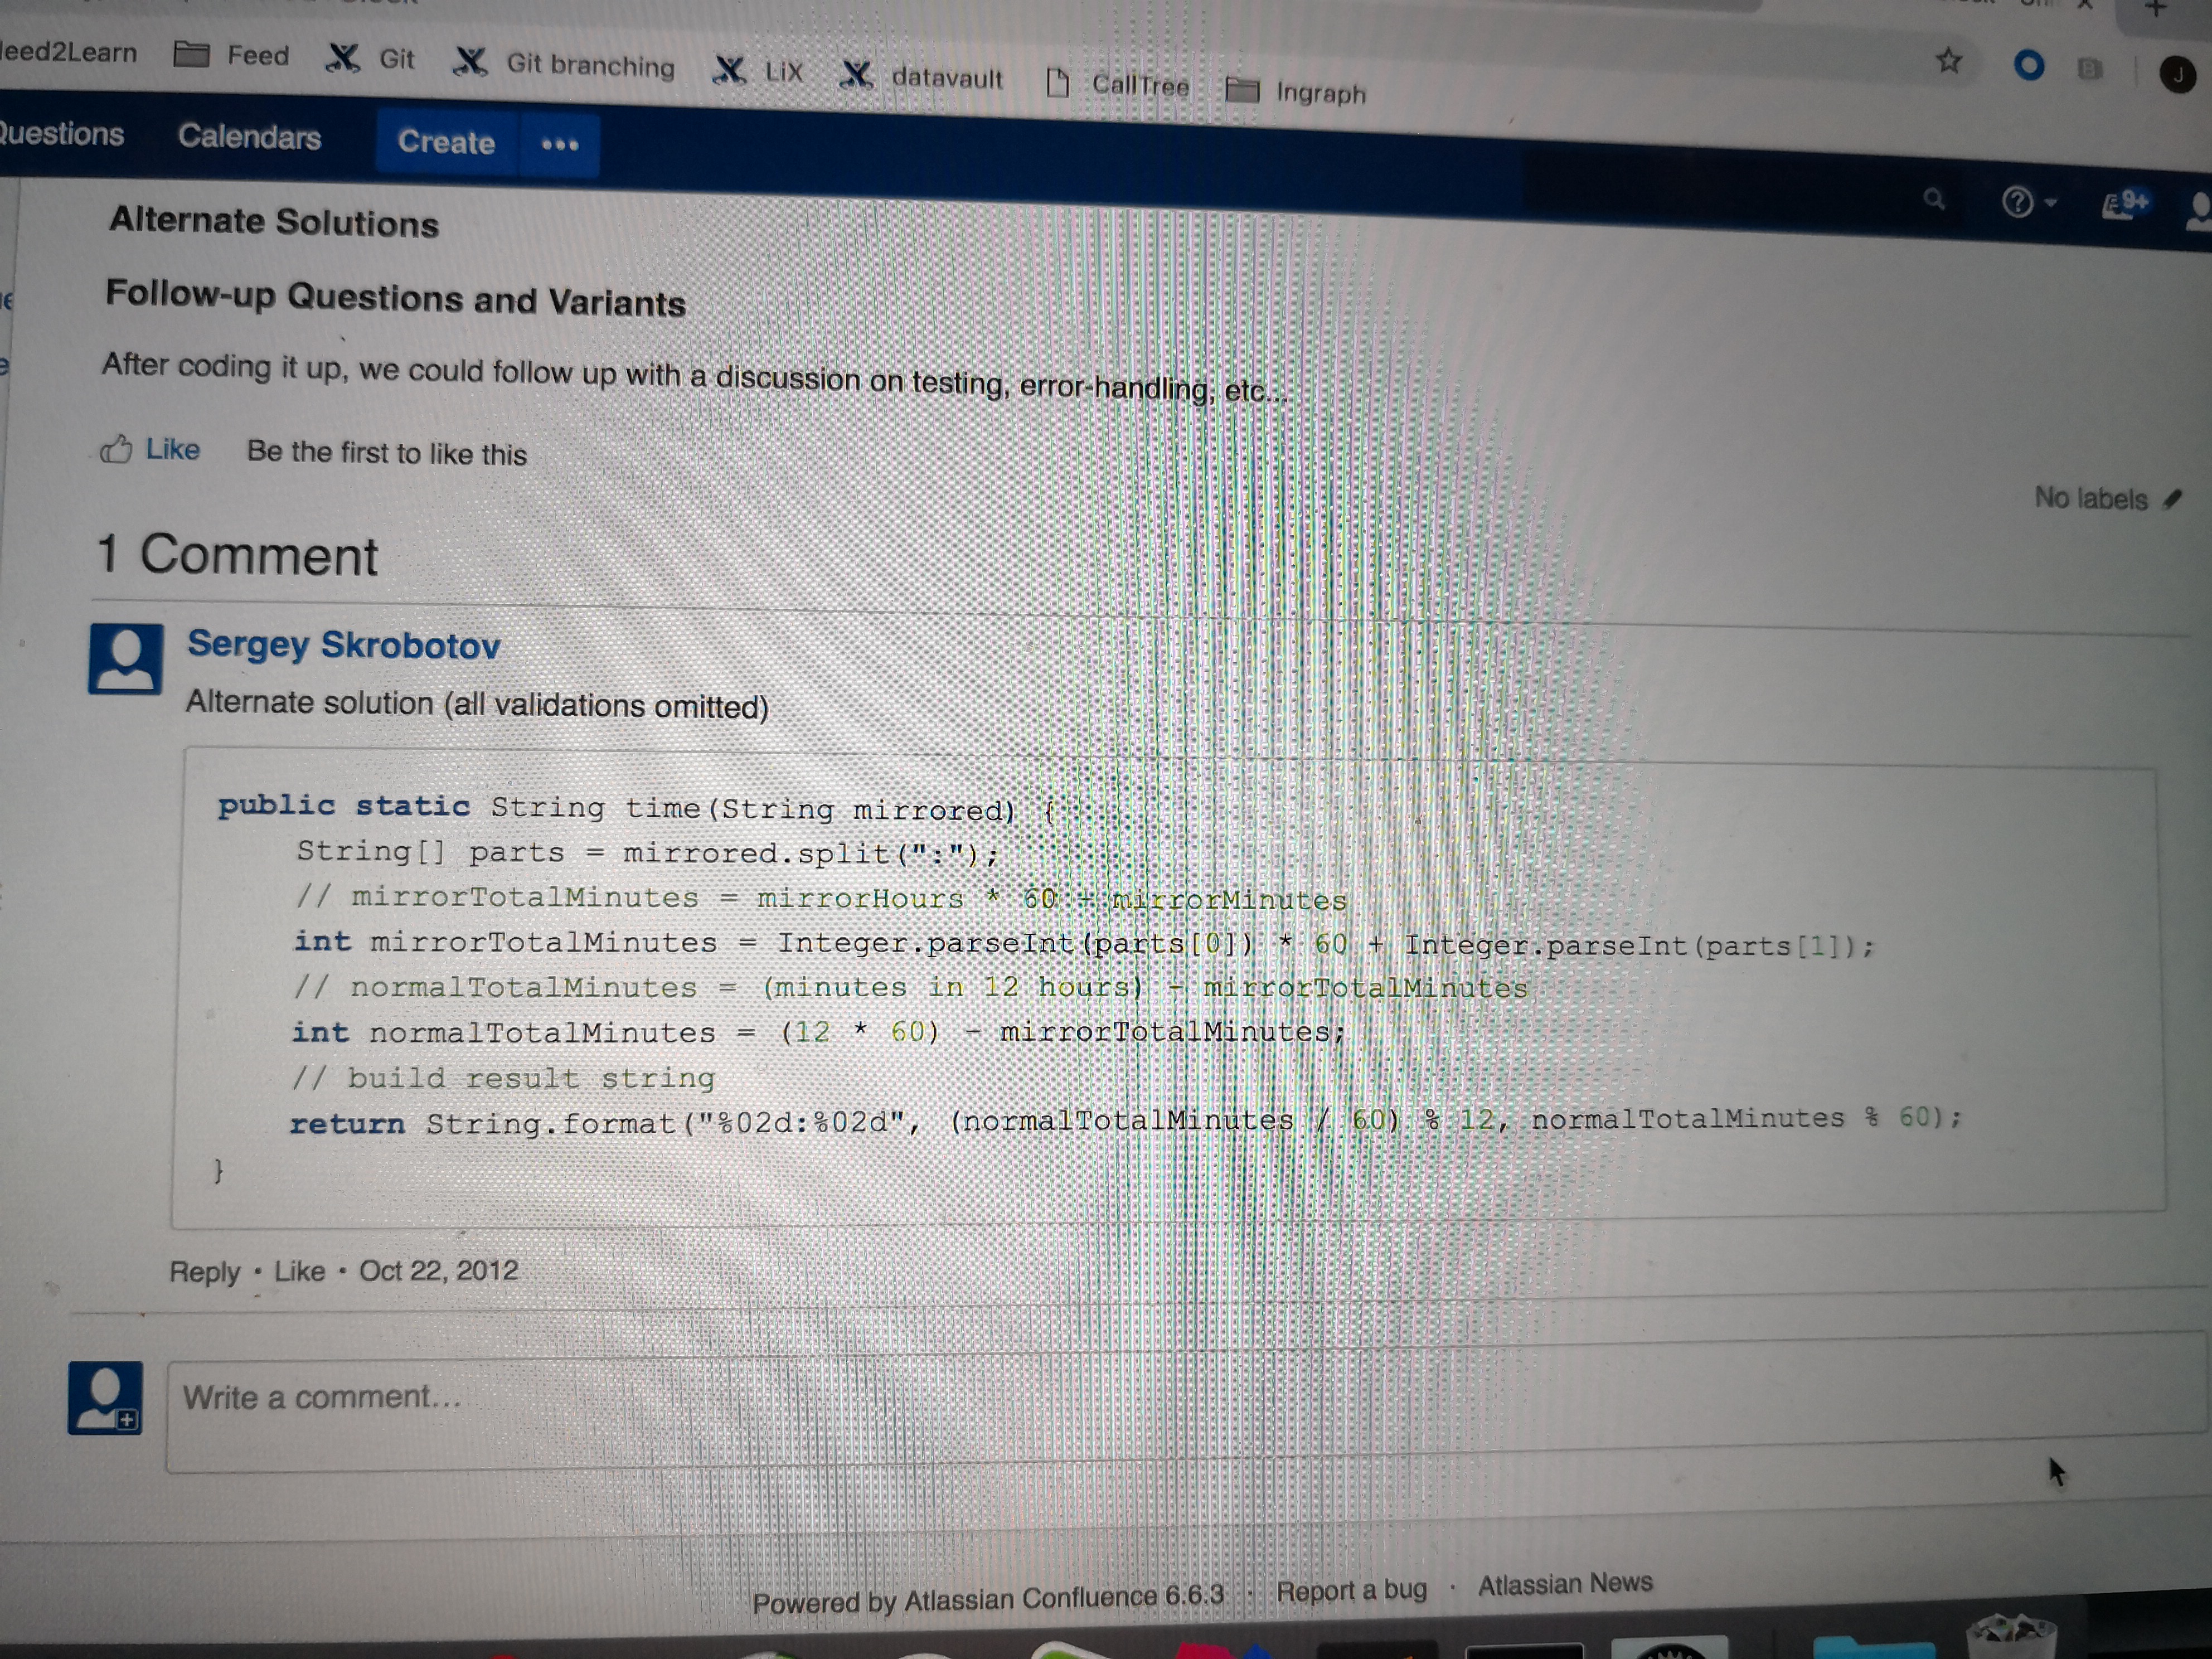 Feed Git Git branching LiX datavault CallTree Ingraph
J
Calendars Create •••
9+
Alternate Solutions
Follow-up Questions and Variants
After coding it up, we could follow up with a discussion on testing, error-handling, etc...
Like Be the first to like this
No labels
1 Comment
Sergey Skrobotov
Alternate solution (all validations omitted)
public static String time(String mirrored) {
String[] parts = mirrored.split(":");
// mirrorTotalMinutes = mirrorHours * 60 + mirrorMinutes
int mirrorTotalMinutes = Integer.parseInt(parts[0]) * 60 + Integer.parseInt(parts[1]);
// normalTotalMinutes = (minutes in 12 hours) - mirrorTotalMinutes
int normalTotalMinutes = (12 * 60) - mirrorTotalMinutes;
// build result string
return String.format("%02d:%02d", (normalTotalMinutes / 60) % 12, normalTotalMinutes % 60);
}
Reply • Like • Oct 22, 2012
Write a comment...
Powered by Atlassian Confluence 6.6.3 · Report a bug · Atlassian News